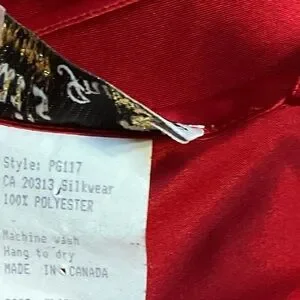 Style: PG117
CA 20313 Silkwear
100% POLYESTER
Machine wash
Hang to dry
MADE IN CANADA